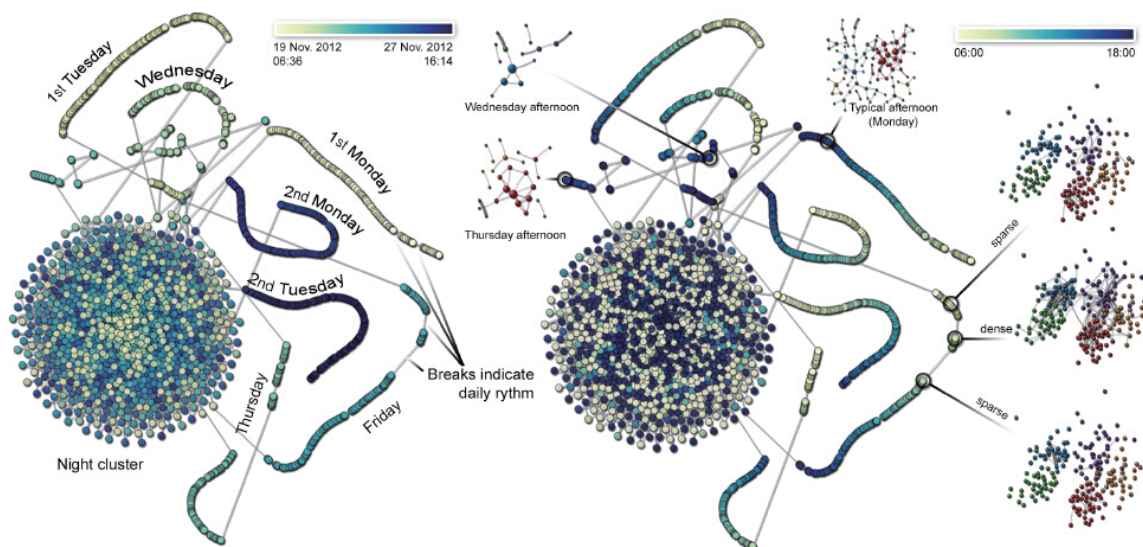 19 Nov. 2012
06:36
27 Nov. 2012
16:14
1st Tuesday
Wednesday
1st Monday
2nd Monday
2nd Tuesday
Thursday
Friday
Breaks indicate
daily rythm
Night cluster
Wednesday afternoon
Thursday afternoon
Typical afternoon
(Monday)
06:00
18:00
sparse
dense
sparse